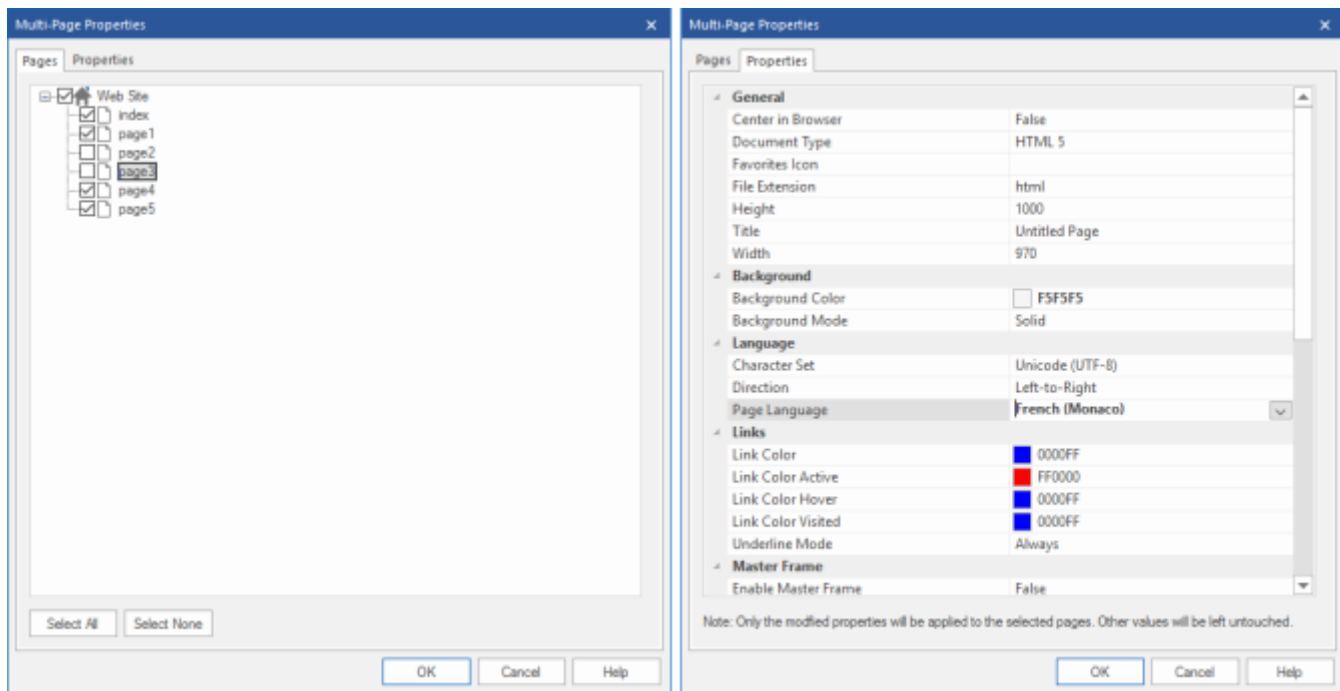 Multi-Page Properties
Pages Properties
Web Site
index
page1
page2
page3
page4
page5
Select All Select None
OK Cancel Help
Multi-Page Properties
Pages Properties
General
Center in Browser False
Document Type HTML 5
Favorites Icon
File Extension html
Height 1000
Title Untitled Page
Width 970
Background
Background Color F5F5F5
Background Mode Solid
Language
Character Set Unicode (UTF-8)
Direction Left-to-Right
Page Language French (Monaco)
Links
Link Color 0000FF
Link Color Active FF0000
Link Color Hover 0000FF
Link Color Visited 0000FF
Underline Mode Always
Master Frame
Enable Master Frame False
Note: Only the modfied properties will be applied to the selected pages. Other values will be left untouched.
OK Cancel Help